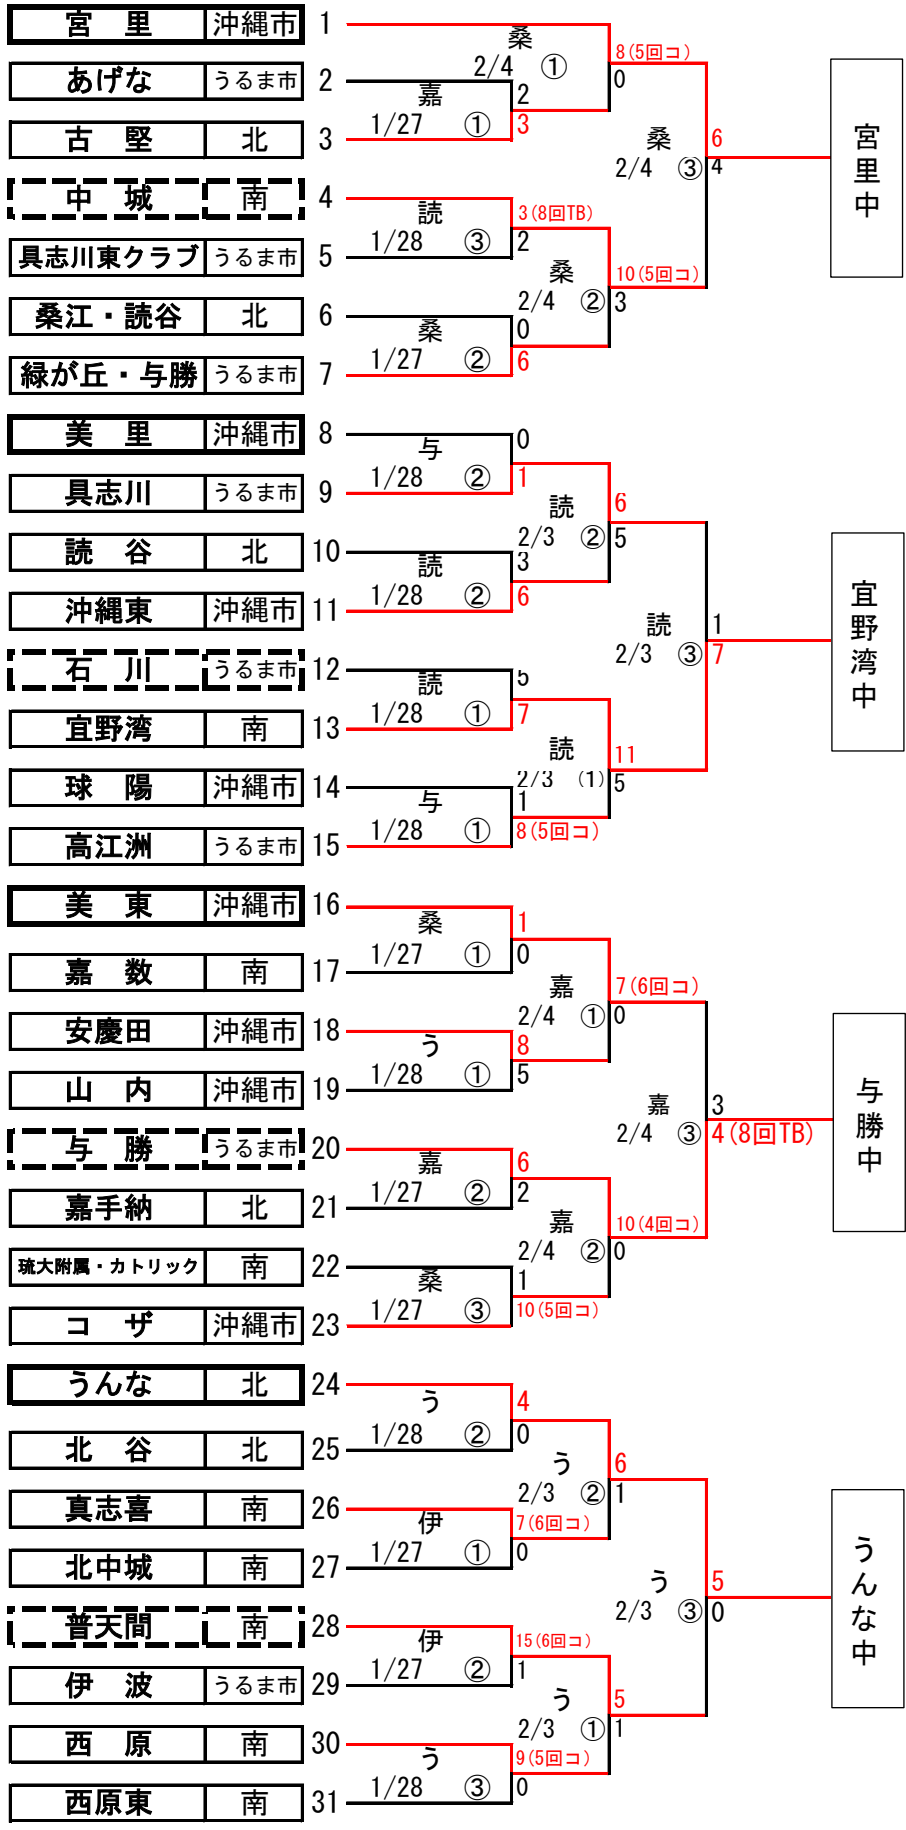 宮 里 沖縄市 1
桑
8(5回コ)
2/4 ①
0
あげな うるま市 2
嘉
2
1/27 ①
3
古 堅 北 3
桑
6
2/4 ③
4
宮里中
中 城 南 4
読
3(8回TB)
1/28 ③
2
具志川東クラブ うるま市 5
桑
10(5回コ)
2/4 ②
3
桑江・読谷 北 6
桑
0
1/27 ②
6
緑が丘・与勝 うるま市 7
美 里 沖縄市 8
与
0
1/28 ②
1
具志川 うるま市 9
読
6
2/3 ②
5
読 谷 北 10
読
3
1/28 ②
6
沖縄東 沖縄市 11
読
1
2/3 ③
7
宜野湾中
石 川 うるま市 12
読
5
1/28 ①
7
宜野湾 南 13
読
11
2/3 (1)
5
球 陽 沖縄市 14
与
1
1/28 ①
8(5回コ)
高江洲 うるま市 15
美 東 沖縄市 16
桑
1
1/27 ①
0
嘉 数 南 17
嘉
7(6回コ)
2/4 ①
0
安慶田 沖縄市 18
う
8
1/28 ①
5
山 内 沖縄市 19
嘉
3
2/4 ③
4(8回TB)
与勝中
与 勝 うるま市 20
嘉
6
1/27 ②
2
嘉手納 北 21
嘉
10(4回コ)
2/4 ②
0
琉大附属・カトリック 南 22
桑
1
1/27 ③
10(5回コ)
コ ザ 沖縄市 23
うんな 北 24
う
4
1/28 ②
0
北 谷 北 25
う
6
2/3 ②
1
真志喜 南 26
伊
7(6回コ)
1/27 ①
0
北中城 南 27
う
5
2/3 ③
0
うんな中
普天間 南 28
伊
15(6回コ)
1/27 ②
1
伊 波 うるま市 29
う
5
2/3 ①
1
西 原 南 30
う
9(5回コ)
1/28 ③
0
西原東 南 31